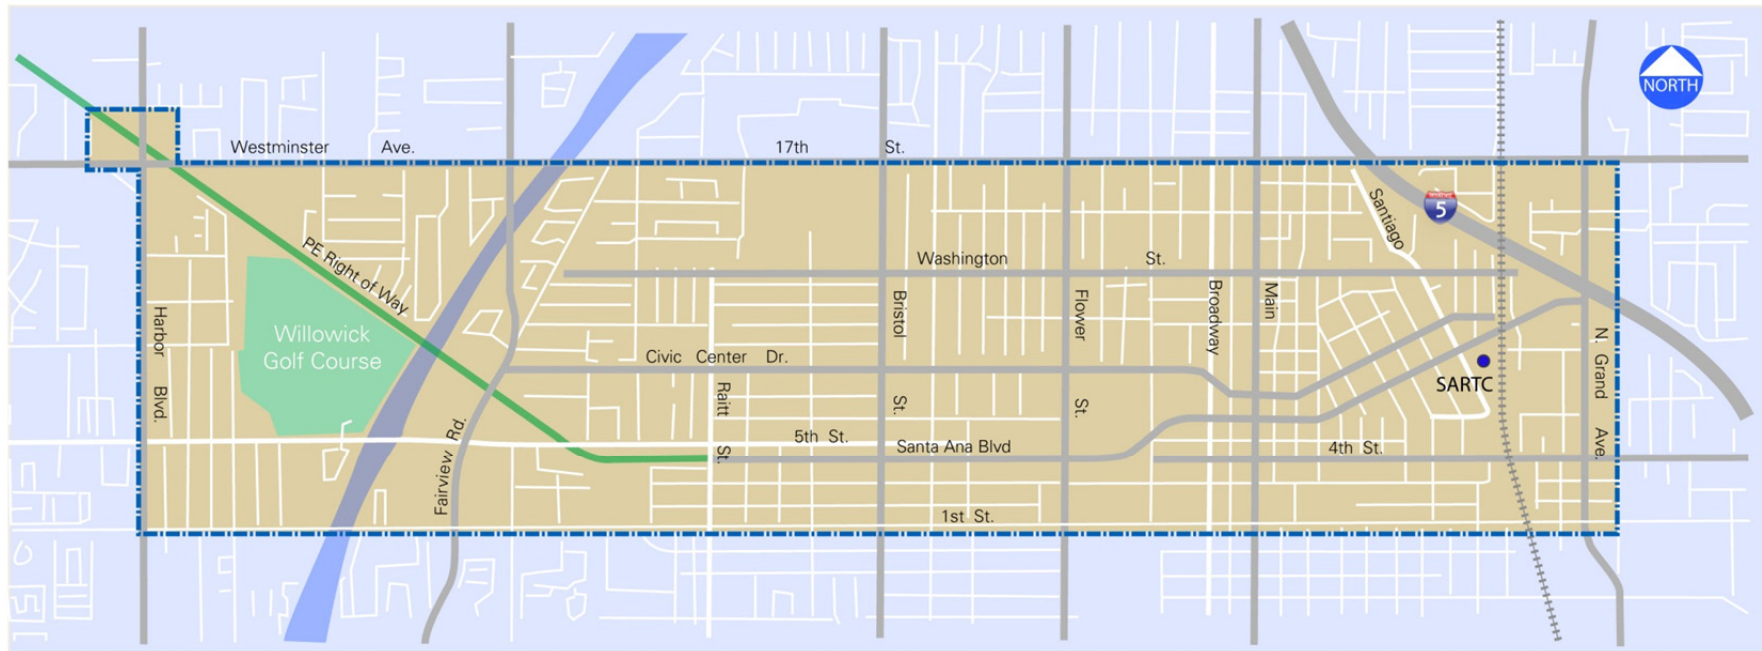 NORTH
Westminster Ave.
17th St.
Santiago
INTERSTATE
5
PE Right of Way
Washington St.
Harbor Blvd.
Willowick
Golf Course
Bristol St.
Flower St.
Broadway
Main
N. Grand Ave.
Civic Center Dr.
SARTC
Raitt St.
Fairview Rd.
5th St.
Santa Ana Blvd
4th St.
1st St.